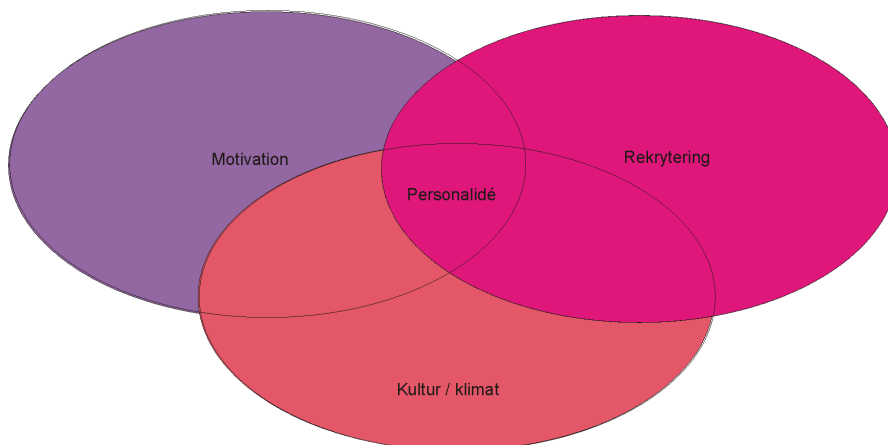 Motivation
Rekrytering
Personalidé
Kultur / klimat